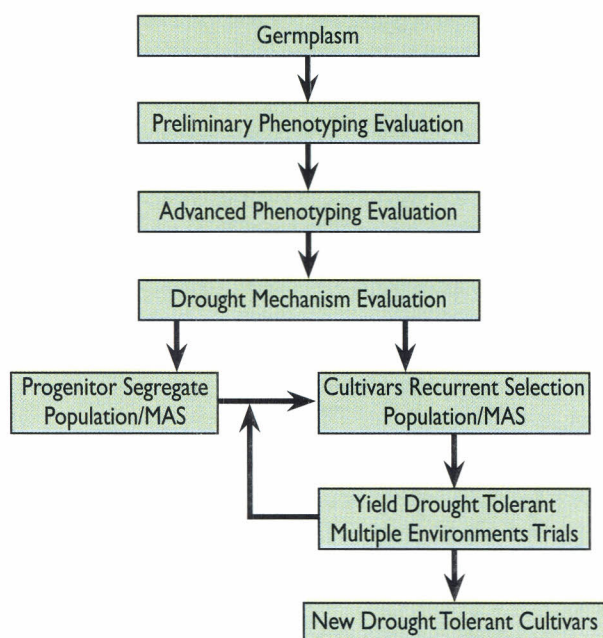 Germplasm
Preliminary Phenotyping Evaluation
Advanced Phenotyping Evaluation
Drought Mechanism Evaluation
Progenitor Segregate
Population/MAS
Cultivars Recurrent Selection
Population/MAS
Yield Drought Tolerant
Multiple Environments Trials
New Drought Tolerant Cultivars